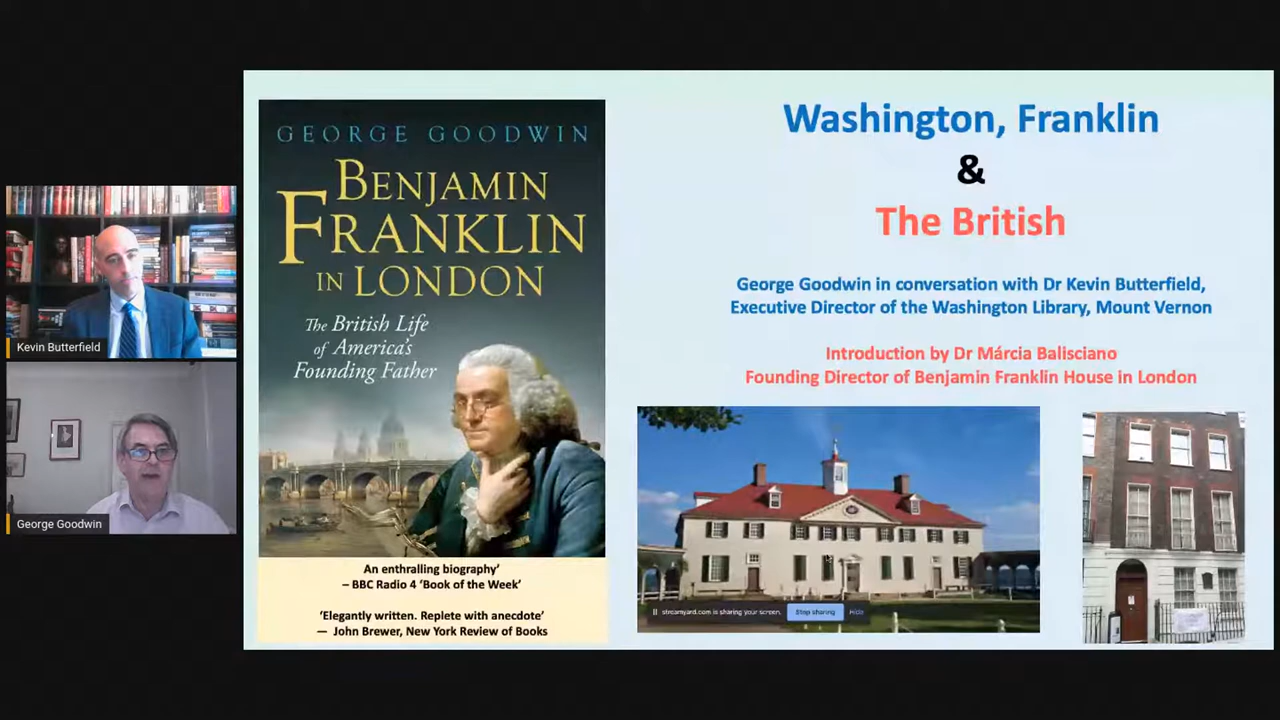 Kevin Butterfield
George Goodwin
GEORGE GOODWIN
BENJAMIN
FRANKLIN
IN LONDON
The British Life
of America's
Founding Father
An enthralling biography'
– BBC Radio 4 'Book of the Week'
'Elegantly written. Replete with anecdote'
— John Brewer, New York Review of Books
Washington, Franklin
&
The British
George Goodwin in conversation with Dr Kevin Butterfield,
Executive Director of the Washington Library, Mount Vernon
Introduction by Dr Márcia Balisciano
Founding Director of Benjamin Franklin House in London
streamyard.com is sharing your screen.
Stop sharing
Hide